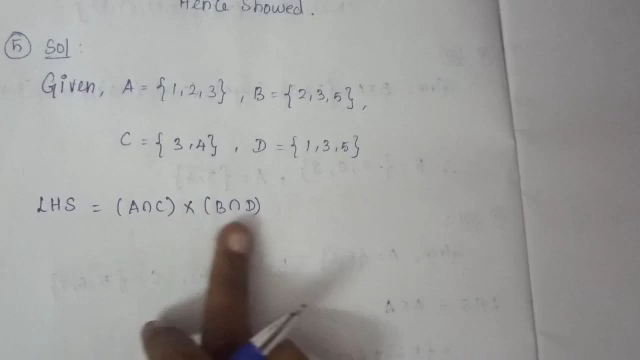 Hence Showed.
5 Sol:
Given, A = {1,2,3}, B = {2,3,5},
C = {3,4}, D = {1,3,5}
LHS = (A∩C) × (B∩D)